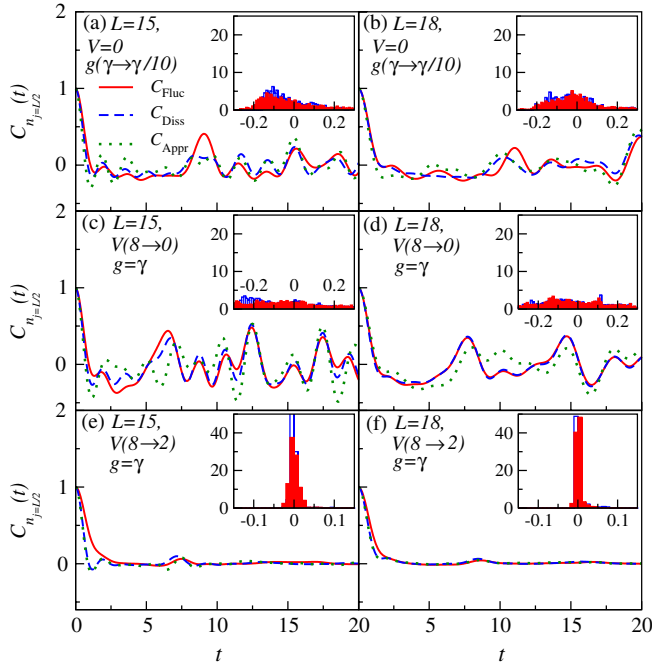 (a) L=15,
V=0
g(γ→γ/10)
C_Fluc
C_Diss
C_Appr
20
10
0
-0.2 0 0.2
(b) L=18,
V=0
g(γ→γ/10)
20
10
0
-0.2 0 0.2
2
1
0
C_{n_{j=L/2}}(t)
(c) L=15,
V(8→0)
g=γ
20
10
0
-0.2 0 0.2
(d) L=18,
V(8→0)
g=γ
20
10
0
-0.2 0 0.2
2
1
0
C_{n_{j=L/2}}(t)
(e) L=15,
V(8→2)
g=γ
40
20
0
-0.1 0 0.1
(f) L=18,
V(8→2)
g=γ
40
20
0
-0.1 0 0.1
2
1
0
C_{n_{j=L/2}}(t)
0 5 10 15 20
5 10 15 20
t
t